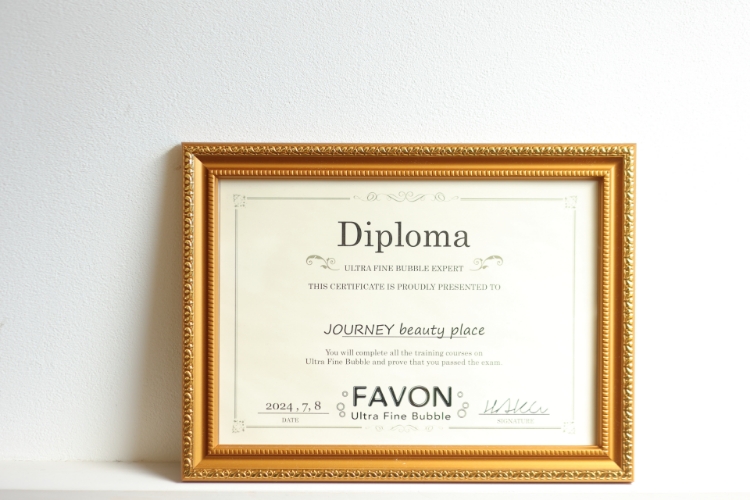 Diploma
ULTRA FINE BUBBLE EXPERT
THIS CERTIFICATE IS PROUDLY PRESENTED TO
JOURNEY beauty place
You will complete all the training courses on
Ultra Fine Bubble and prove that you passed the exam.
2024,7,8
DATE
FAVON
Ultra Fine Bubble
SIGNATURE